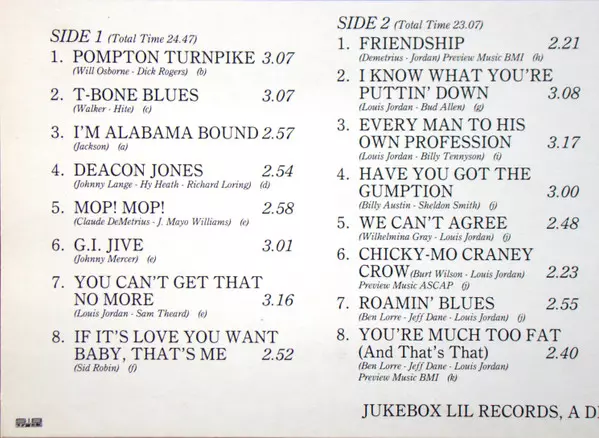 SIDE 1 (Total Time 24.47)
1. POMPTON TURNPIKE 3.07
(Will Osborne - Dick Rogers) (b)
2. T-BONE BLUES 3.07
(Walker - Hite) (c)
3. I'M ALABAMA BOUND 2.57
(Jackson) (a)
4. DEACON JONES 2.54
(Johnny Lange - Hy Heath - Richard Loring) (d)
5. MOP! MOP! 2.58
(Claude DeMetrius - J. Mayo Williams) (e)
6. G.I. JIVE 3.01
(Johnny Mercer) (e)
7. YOU CAN'T GET THAT
NO MORE 3.16
(Louis Jordan - Sam Theard) (e)
8. IF IT'S LOVE YOU WANT
BABY, THAT'S ME 2.52
(Sid Robin) (f)
SIDE 2 (Total Time 23.07)
1. FRIENDSHIP 2.21
(Demetrius - Jordan) Preview Music BMI (h)
2. I KNOW WHAT YOU'RE
PUTTIN' DOWN 3.08
(Louis Jordan - Bud Allen) (g)
3. EVERY MAN TO HIS
OWN PROFESSION 3.17
(Louis Jordan - Billy Tennyson) (i)
4. HAVE YOU GOT THE
GUMPTION 3.00
(Billy Austin - Sheldon Smith) (j)
5. WE CAN'T AGREE 2.48
(Wilhelmina Gray - Louis Jordan) (j)
6. CHICKY-MO CRANEY
CROW (Burt Wilson - Louis Jordan) 2.23
Preview Music ASCAP (j)
7. ROAMIN' BLUES 2.55
(Ben Lorre - Jeff Dane - Louis Jordan) (j)
8. YOU'RE MUCH TOO FAT
(And That's That) 2.40
(Ben Lorre - Jeff Dane - Louis Jordan)
Preview Music BMI (k)
JUKEBOX LIL RECORDS, A DI